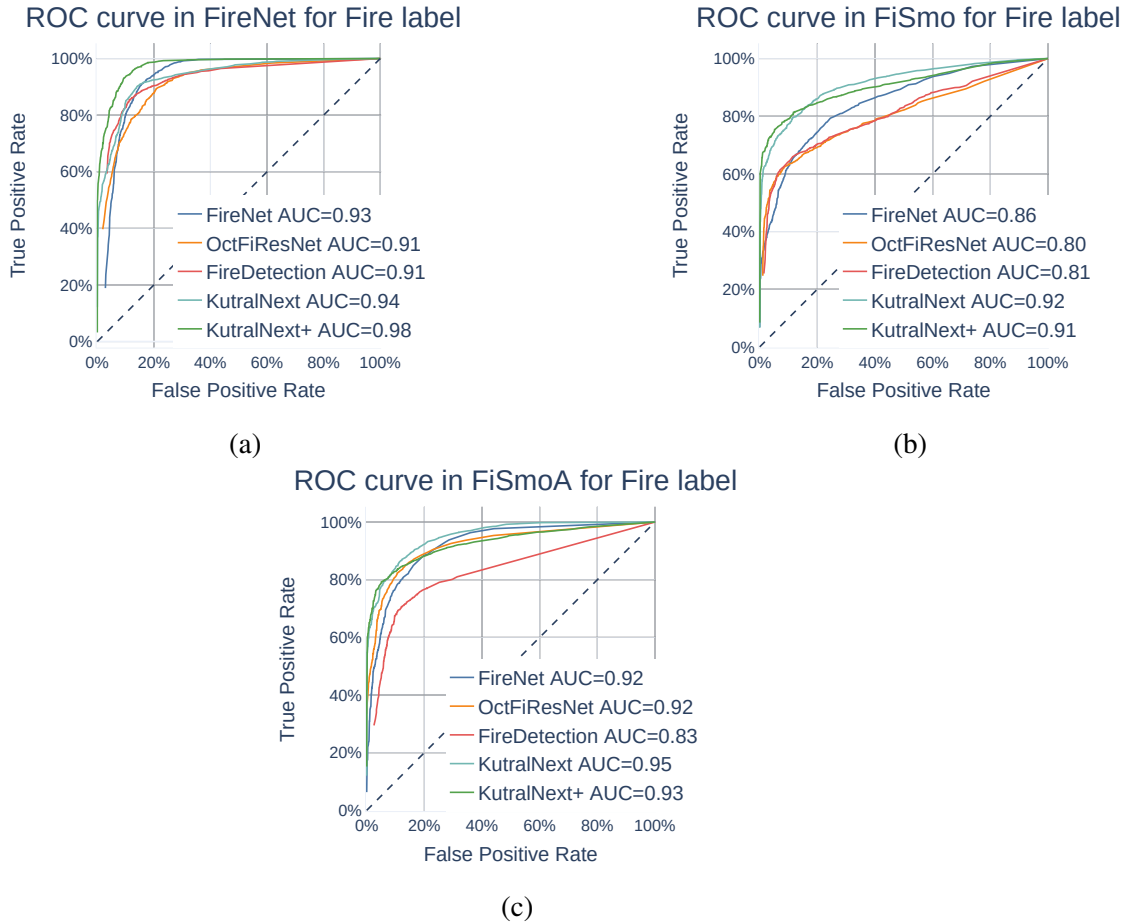 ROC curve in FireNet for Fire label
100%
80%
60%
40%
20%
0%
True Positive Rate
FireNet AUC=0.93
OctFiResNet AUC=0.91
FireDetection AUC=0.91
KutralNext AUC=0.94
KutralNext+ AUC=0.98
0%
20%
40%
60%
80%
100%
False Positive Rate
(a)
ROC curve in FiSmo for Fire label
100%
80%
60%
40%
20%
0%
True Positive Rate
FireNet AUC=0.86
OctFiResNet AUC=0.80
FireDetection AUC=0.81
KutralNext AUC=0.92
KutralNext+ AUC=0.91
0%
20%
40%
60%
80%
100%
False Positive Rate
(b)
ROC curve in FiSmoA for Fire label
100%
80%
60%
40%
20%
0%
True Positive Rate
FireNet AUC=0.92
OctFiResNet AUC=0.92
FireDetection AUC=0.83
KutralNext AUC=0.95
KutralNext+ AUC=0.93
0%
20%
40%
60%
80%
100%
False Positive Rate
(c)